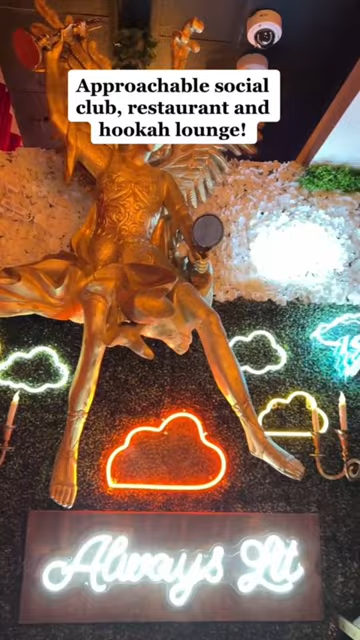 Approachable social
club, restaurant and
hookah lounge!
Always Lit